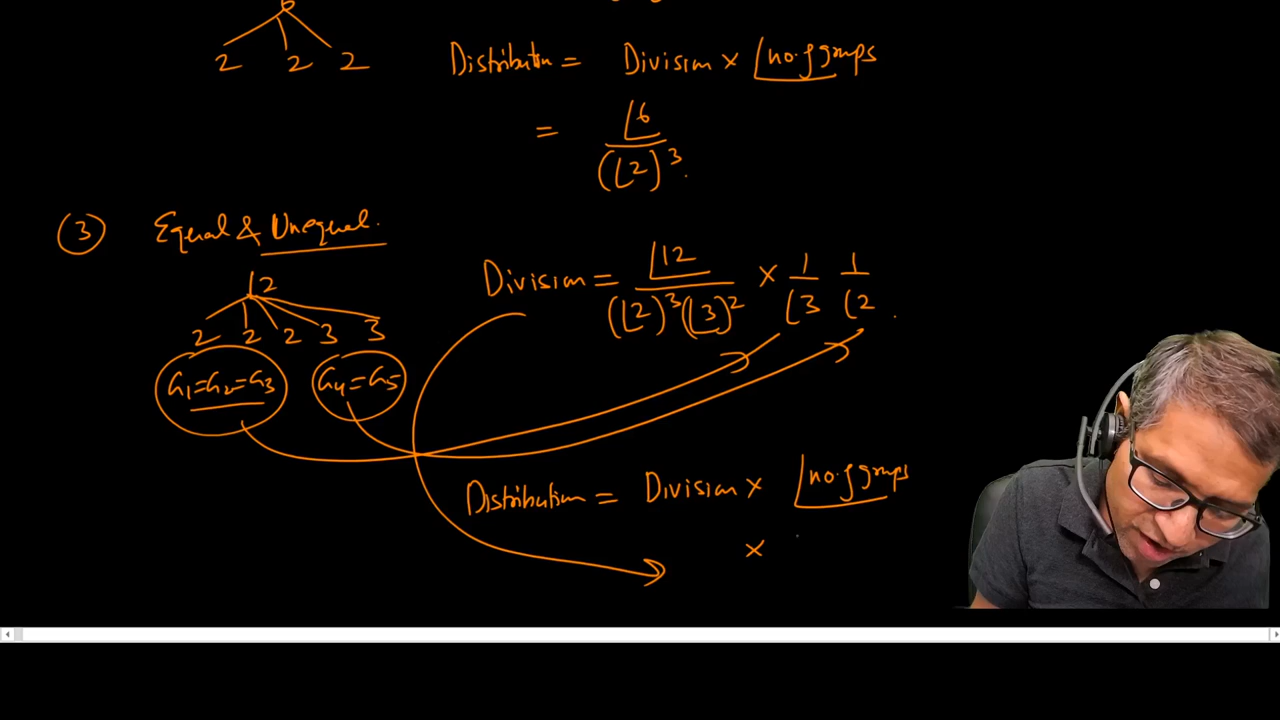 6
2 2 2
Distribution = Division × ⌊no. of groups
= ⌊6 / (⌊2)³.
③ Equal & Unequal.
12
2 2 2 3 3
G₁=G₂=G₃ G₄=G₅
Division = ⌊12 / (⌊2)³(⌊3)² × 1/⌊3 1/⌊2.
Distribution = Division × ⌊no. of groups
×